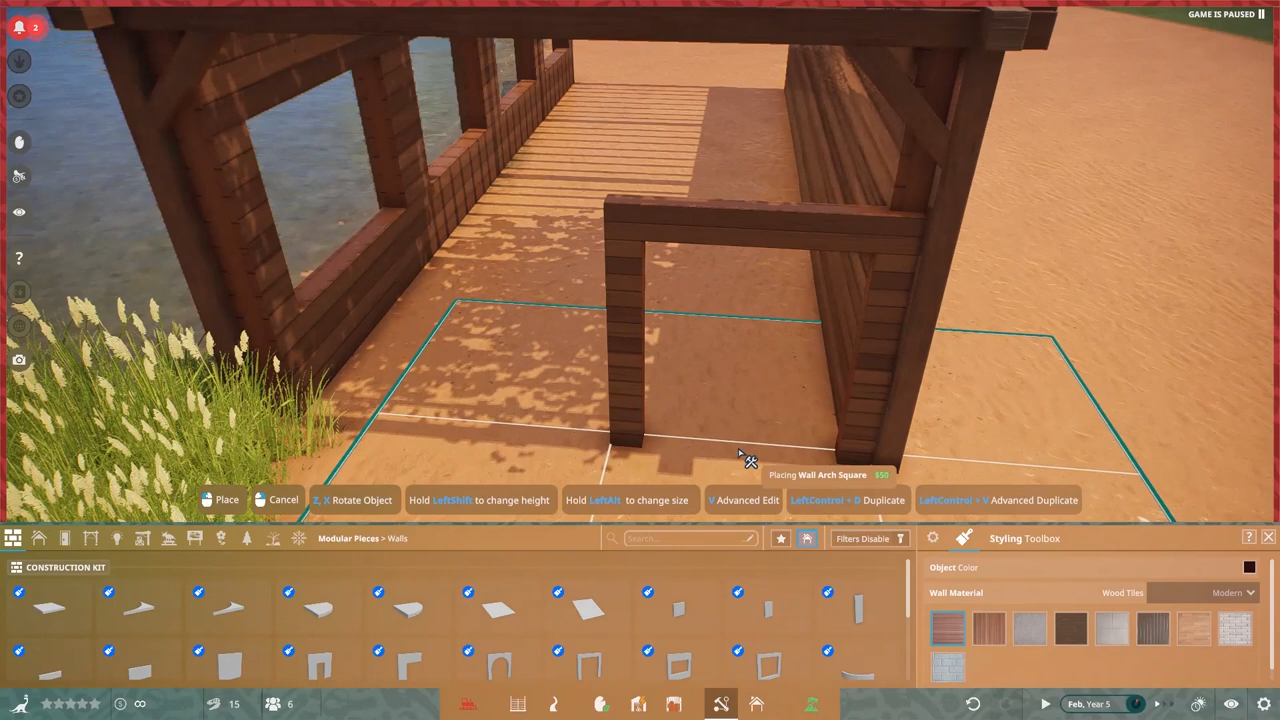 2
GAME IS PAUSED
?
Placing Wall Arch Square $50
Place
Cancel
Z, X Rotate Object
Hold LeftShift to change height
Hold LeftAlt to change size
V Advanced Edit
LeftControl + D Duplicate
LeftControl + V Advanced Duplicate
Modular Pieces > Walls
Search...
Filters Disable
Styling Toolbox
?
CONSTRUCTION KIT
Object Color
Wall Material
Wood Tiles
Modern
15
6
Feb, Year 5